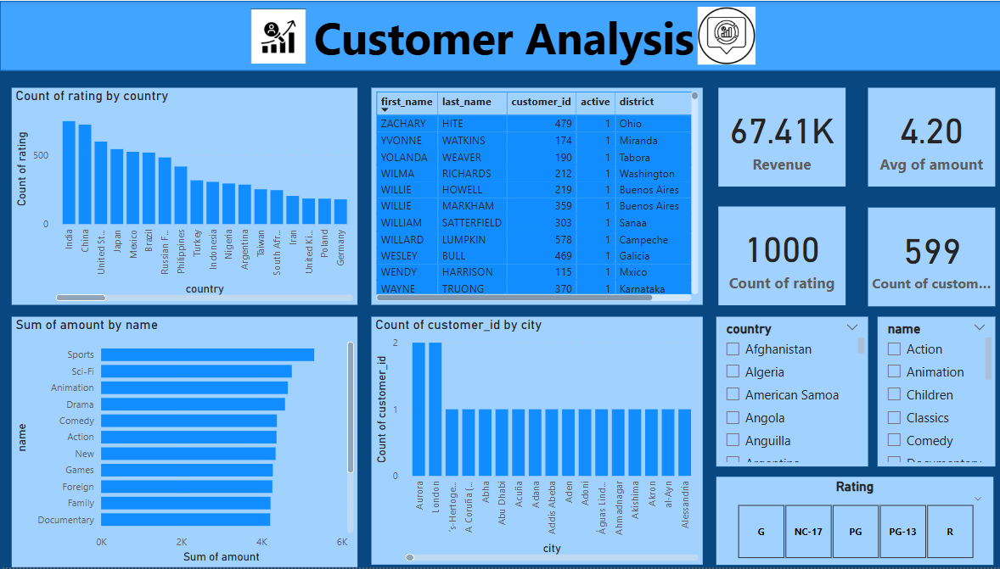 Customer Analysis
Count of rating by country
Count of rating
500
0
India
China
United St...
Japan
Mexico
Brazil
Russian F...
Philippines
Turkey
Indonesia
Nigeria
Argentina
Taiwan
South Afr...
Iran
United Ki...
Poland
Germany
country
first_name last_name customer_id active district
ZACHARY HITE 479 1 Ohio
YVONNE WATKINS 174 1 Miranda
YOLANDA WEAVER 190 1 Tabora
WILMA RICHARDS 212 1 Washington
WILLIE HOWELL 219 1 Buenos Aires
WILLIE MARKHAM 359 1 Buenos Aires
WILLIAM SATTERFIELD 303 1 Sanaa
WILLARD LUMPKIN 578 1 Campeche
WESLEY BULL 469 1 Galicia
WENDY HARRISON 115 1 Mxico
WAYNE TRUONG 370 1 Karnataka
67.41K
Revenue
4.20
Avg of amount
1000
Count of rating
599
Count of custom...
Sum of amount by name
name
Sports
Sci-Fi
Animation
Drama
Comedy
Action
New
Games
Foreign
Family
Documentary
0K 2K 4K 6K
Sum of amount
Count of customer_id by city
Count of customer_id
2
1
0
Aurora
London
's-Hertoge...
A Coruña (...
Abha
Abu Dhabi
Acuña
Adana
Addis Abeba
Aden
Adoni
Águas Lind...
Ahmadnagar
Akishima
Akron
al-Ayn
Alessandria
city
country
Afghanistan
Algeria
American Samoa
Angola
Anguilla
Argentina
name
Action
Animation
Children
Classics
Comedy
Documentary
Rating
G NC-17 PG PG-13 R